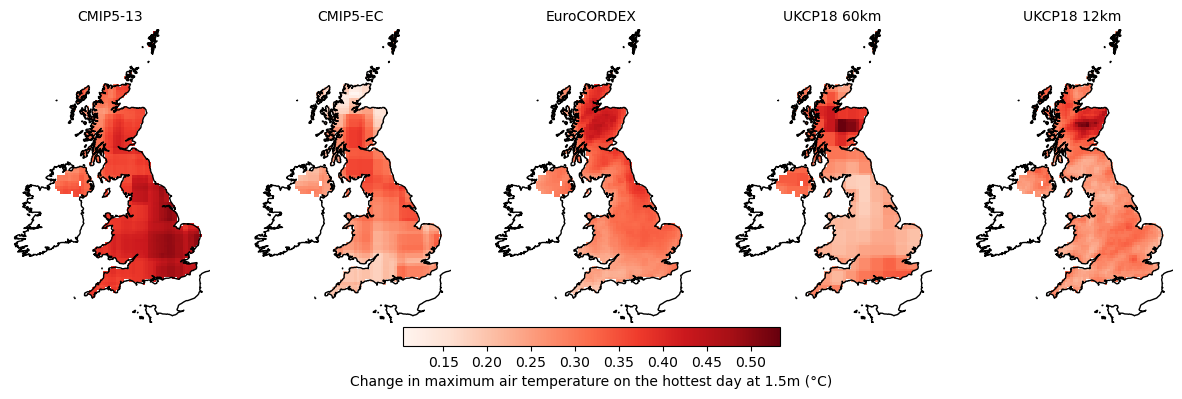 CMIP5-13
CMIP5-EC
EuroCORDEX
UKCP18 60km
UKCP18 12km
0.15 0.20 0.25 0.30 0.35 0.40 0.45 0.50
Change in maximum air temperature on the hottest day at 1.5m (°C)